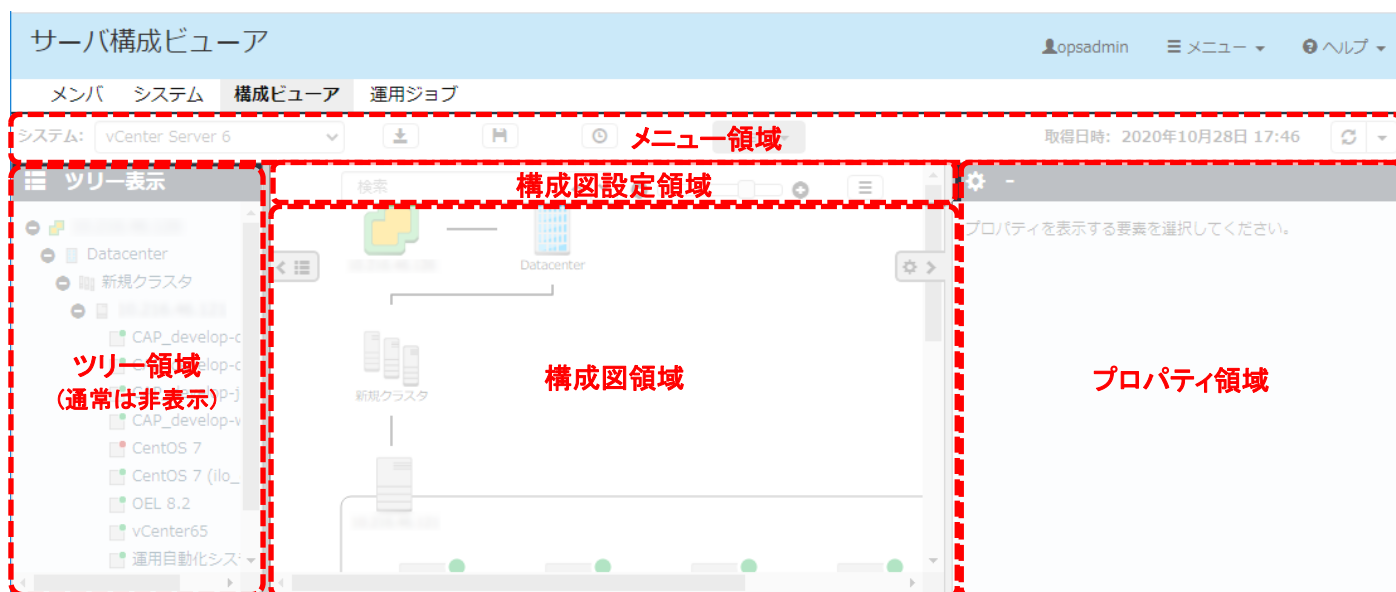 サーバ構成ビューア
opsadmin メニュー ヘルプ
メンバ システム 構成ビューア 運用ジョブ
システム: vCenter Server 6 メニュー領域 取得日時: 2020年10月28日 17:46
ツリー表示
検索 構成図設定領域
-
Datacenter
新規クラスタ
CAP_develop-c
CAP_develop-w
CentOS 7
CentOS 7 (ilo_
OEL 8.2
vCenter65
運用自動化シス
ツリー領域
(通常は非表示)
Datacenter
新規クラスタ
構成図領域
プロパティを表示する要素を選択してください。
プロパティ領域